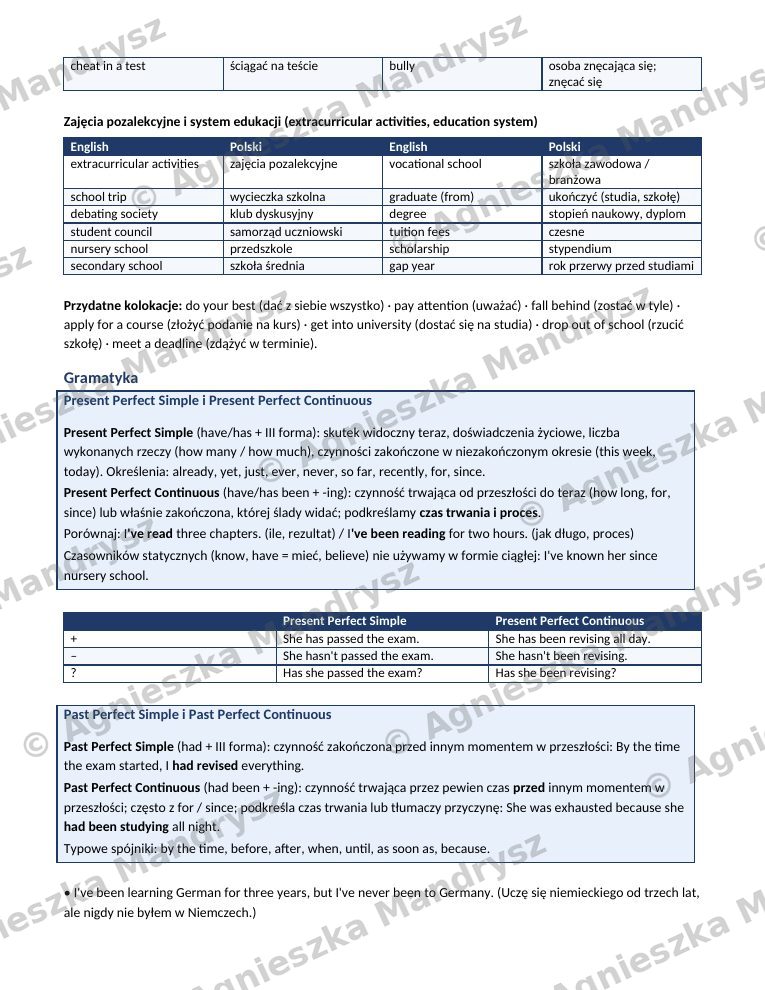 cheat in a test ściągać na teście bully osoba znęcająca się;
znęcać się
Zajęcia pozalekcyjne i system edukacji (extracurricular activities, education system)
English Polski English Polski
extracurricular activities zajęcia pozalekcyjne vocational school szkoła zawodowa /
branżowa
school trip wycieczka szkolna graduate (from) ukończyć (studia, szkołę)
debating society klub dyskusyjny degree stopień naukowy, dyplom
student council samorząd uczniowski tuition fees czesne
nursery school przedszkole scholarship stypendium
secondary school szkoła średnia gap year rok przerwy przed studiami
Przydatne kolokacje: do your best (dać z siebie wszystko) · pay attention (uważać) · fall behind (zostać w tyle) ·
apply for a course (złożyć podanie na kurs) · get into university (dostać się na studia) · drop out of school (rzucić
szkołę) · meet a deadline (zdążyć w terminie).
Gramatyka
Present Perfect Simple i Present Perfect Continuous
Present Perfect Simple (have/has + III forma): skutek widoczny teraz, doświadczenia życiowe, liczba
wykonanych rzeczy (how many / how much), czynności zakończone w niezakończonym okresie (this week,
today). Określenia: already, yet, just, ever, never, so far, recently, for, since.
Present Perfect Continuous (have/has been + -ing): czynność trwająca od przeszłości do teraz (how long, for,
since) lub właśnie zakończona, której ślady widać; podkreślamy czas trwania i proces.
Porównaj: I've read three chapters. (ile, rezultat) / I've been reading for two hours. (jak długo, proces)
Czasowników statycznych (know, have = mieć, believe) nie używamy w formie ciągłej: I've known her since
nursery school.
Present Perfect Simple Present Perfect Continuous
+ She has passed the exam. She has been revising all day.
– She hasn't passed the exam. She hasn't been revising.
? Has she passed the exam? Has she been revising?
Past Perfect Simple i Past Perfect Continuous
Past Perfect Simple (had + III forma): czynność zakończona przed innym momentem w przeszłości: By the time
the exam started, I had revised everything.
Past Perfect Continuous (had been + -ing): czynność trwająca przez pewien czas przed innym momentem w
przeszłości; często z for / since; podkreśla czas trwania lub tłumaczy przyczynę: She was exhausted because she
had been studying all night.
Typowe spójniki: by the time, before, after, when, until, as soon as, because.
• I've been learning German for three years, but I've never been to Germany. (Uczę się niemieckiego od trzech lat,
ale nigdy nie byłem w Niemczech.)
© Agnieszka Mandrysz